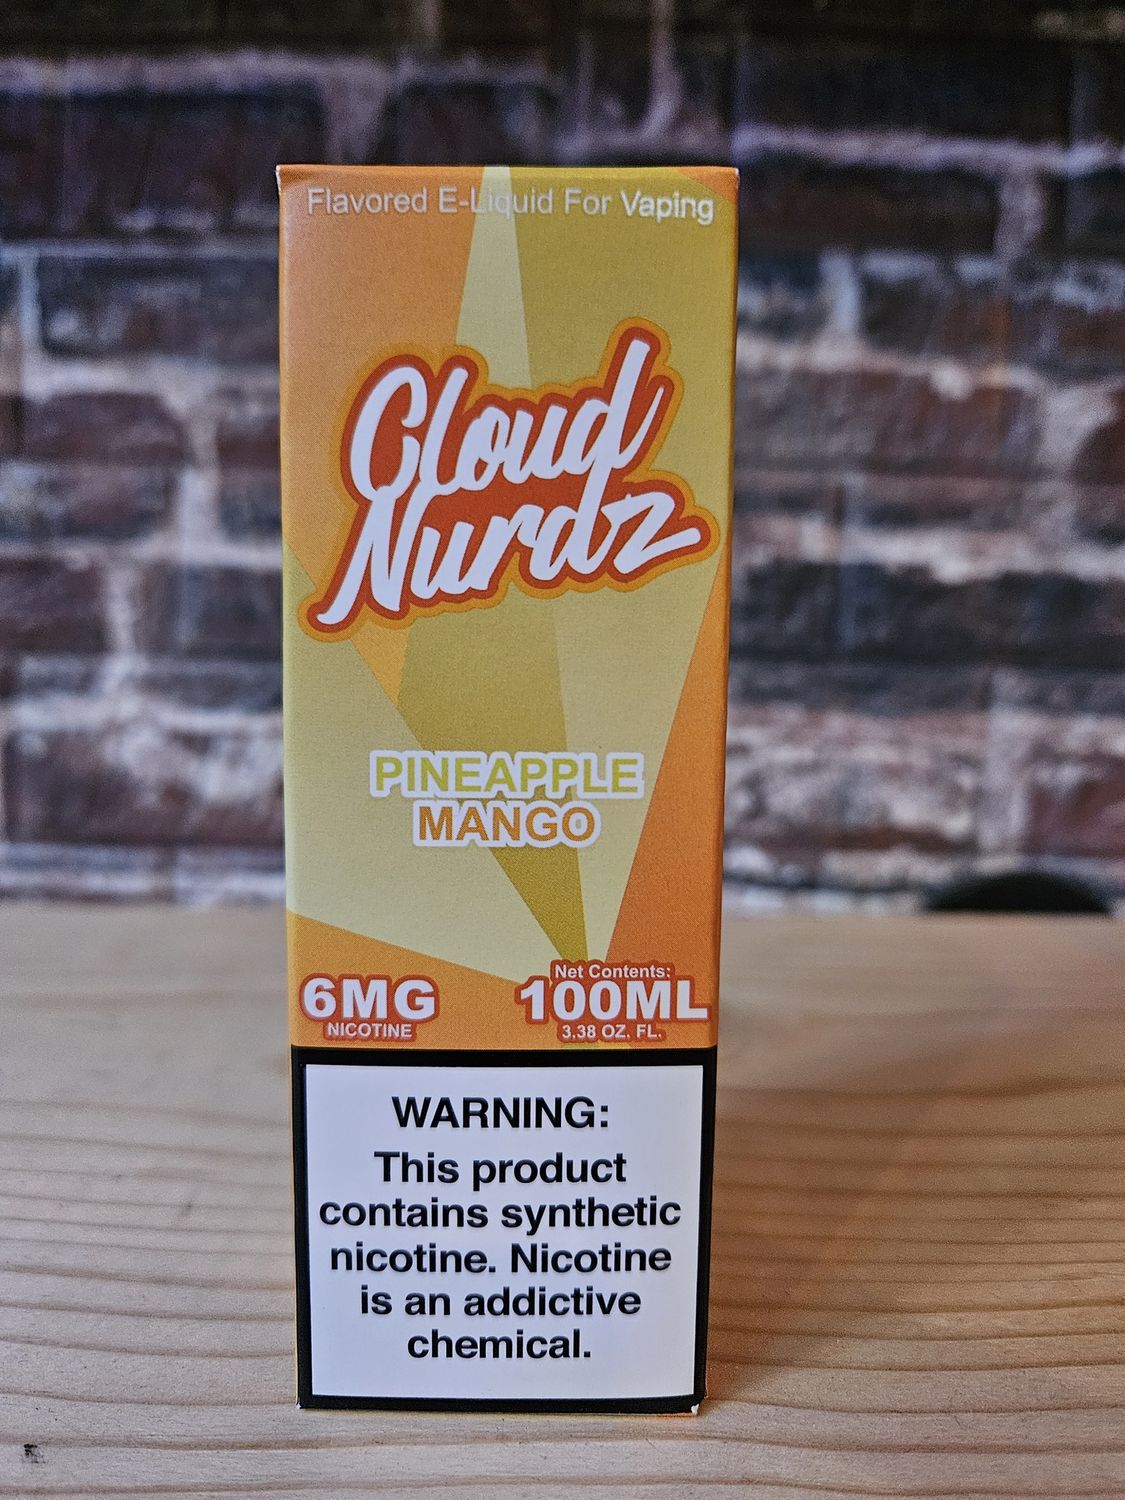 Flavored E-Liquid For Vaping
Cloud
Nurdz
PINEAPPLE
MANGO
6MG
NICOTINE
Net Contents:
100ML
3.38 OZ. FL.
WARNING:
This product
contains synthetic
nicotine. Nicotine
is an addictive
chemical.